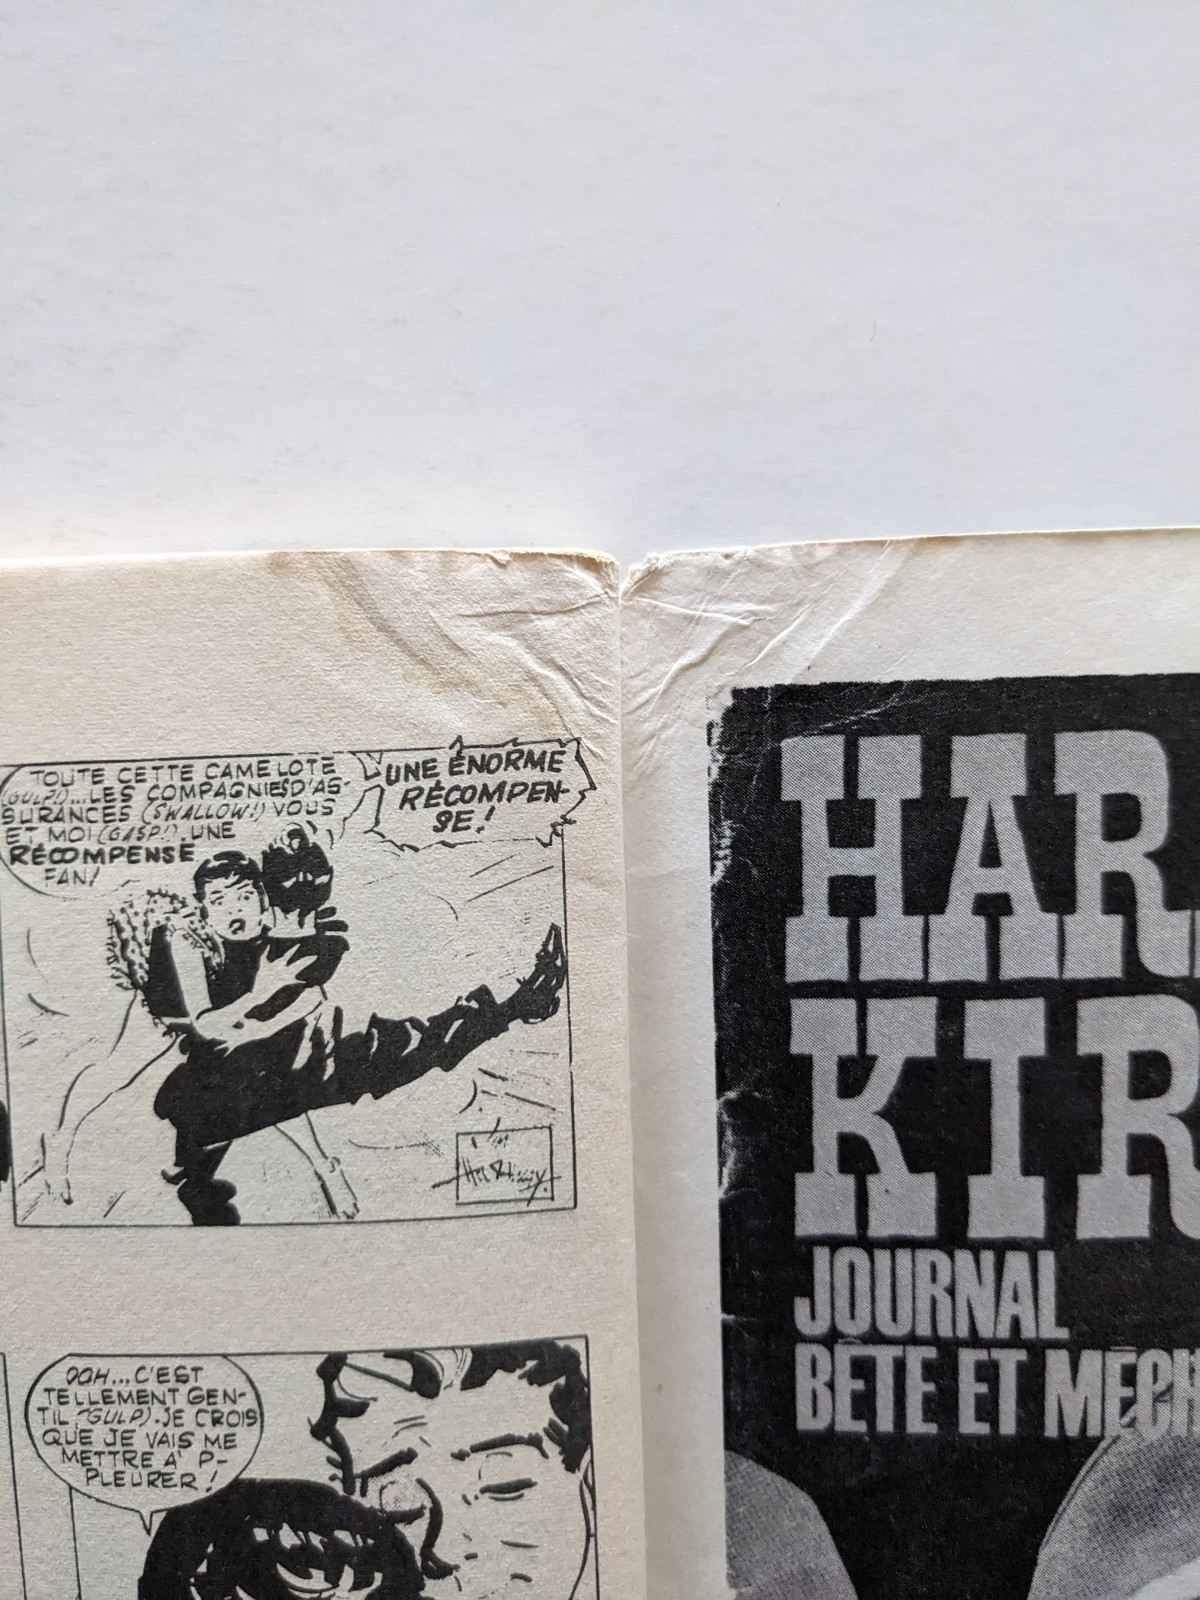 TOUTE CETTE CAMELOTE
(GULP!)...LES COMPAGNIES D'AS-
SURANCES (SWALLOW!) VOUS
ET MOI (GASP!). UNE
RÉCOMPENSE
FAN/
UNE ÉNORME
RÉCOMPEN-
SE!
OOH... C'EST
TELLEMENT GEN-
TIL (GULP). JE CROIS
QUE JE VAIS ME
METTRE À P-
PLEURER!
HAR
KIR
JOURNAL
BÊTE ET MÉCH